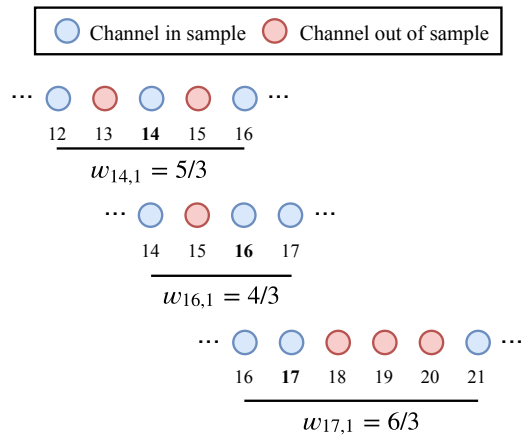 Channel in sample Channel out of sample
... ...
12 13 14 15 16
w14,1 = 5/3
... ...
14 15 16 17
w16,1 = 4/3
... ...
16 17 18 19 20 21
w17,1 = 6/3